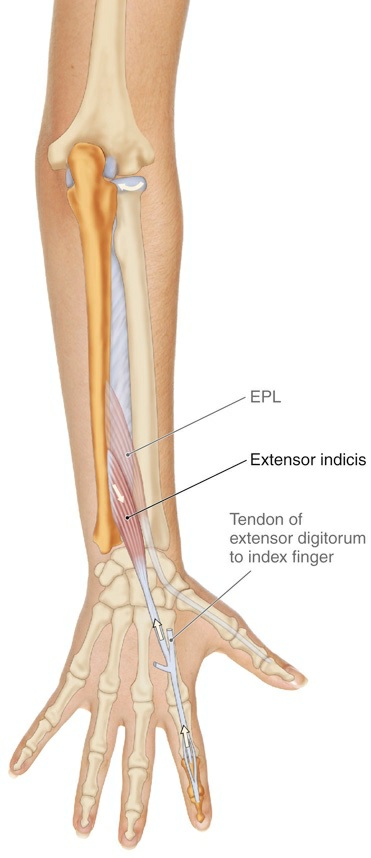 EPL
Extensor indicis
Tendon of
extensor digitorum
to index finger